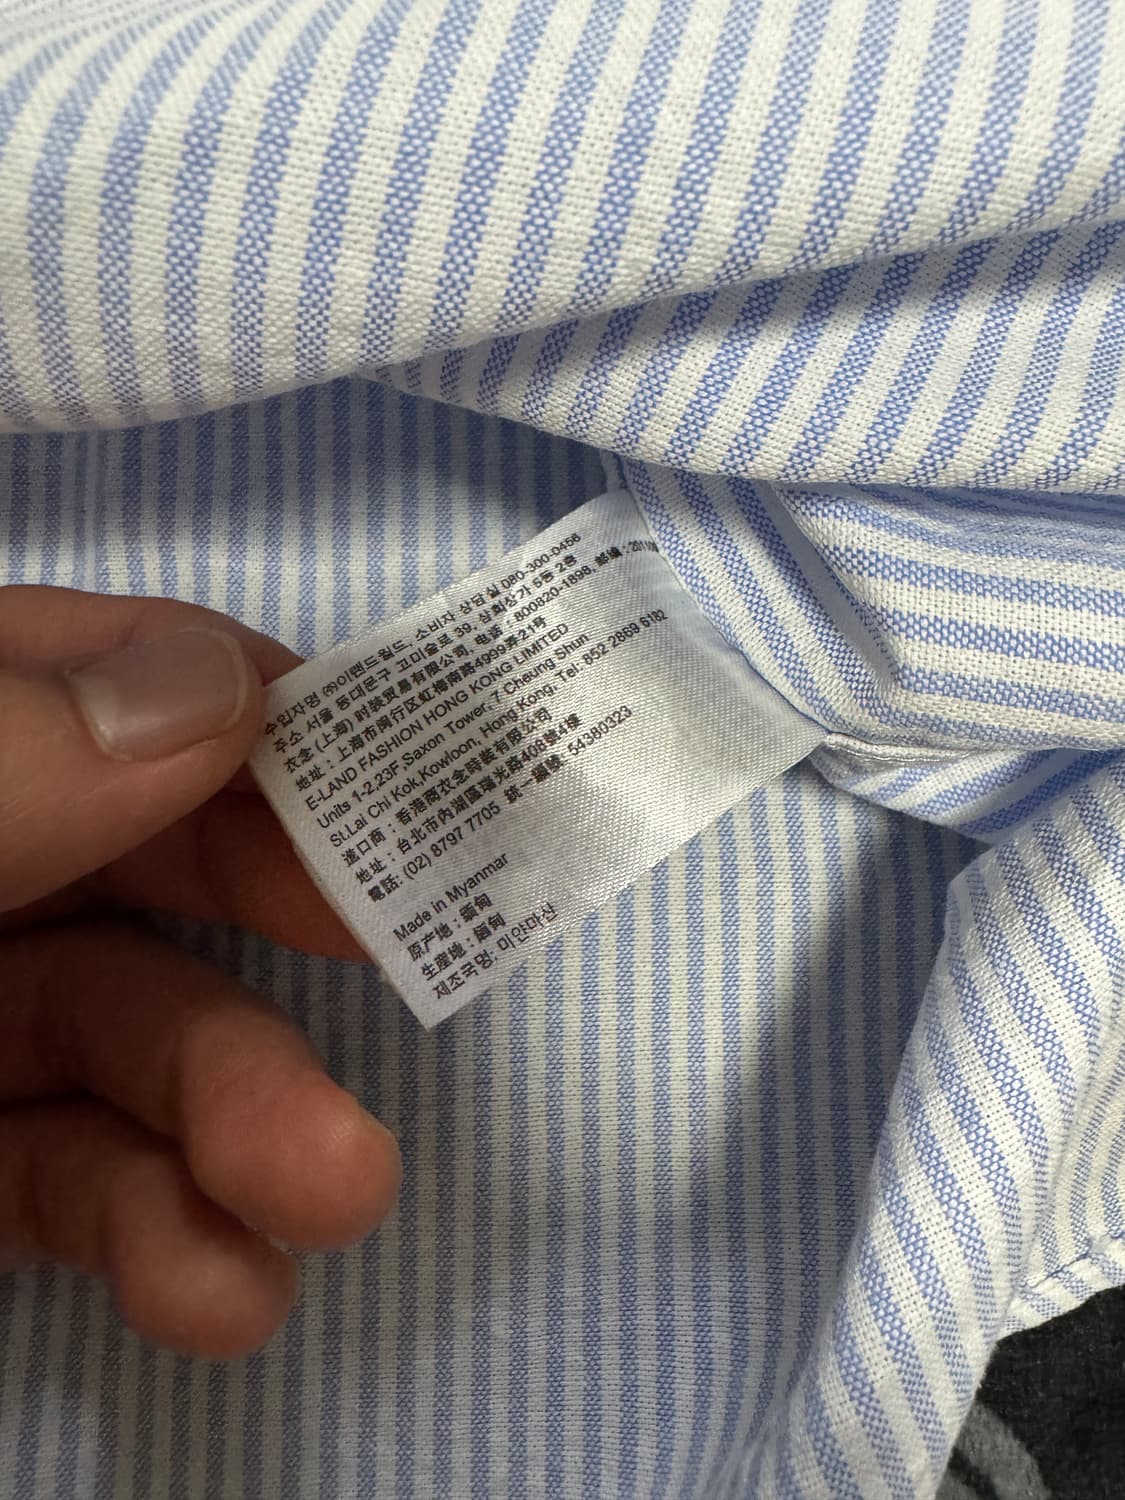 수입자명 ㈜이랜드월드, 소비자 상담실 080-300-0456
주소 서울 동대문구 고미술로 39, 삼희상가 6동 2층
衣念 (上海) 时装贸易有限公司, 电话 : 800820-1898, 邮编 :
地址 : 上海市闵行区虹梅南路4999弄21号
E-LAND FASHION HONG KONG LIMITED
Units 1-2,23F,Saxon Tower, 7 Cheung Shun
St.Lai Chi Kok,Kowloon, Hong Kong, Tel: 852 2869 6182
進口商 : 香港商衣念時裝有限公司
地址 : 台北市內湖區瑞光路408號4樓
電話: (02) 8797 7705 統一編號 : 54380323
Made in Myanmar
原产地 : 缅甸
生産地 : 緬甸
제조국명: 미얀마산